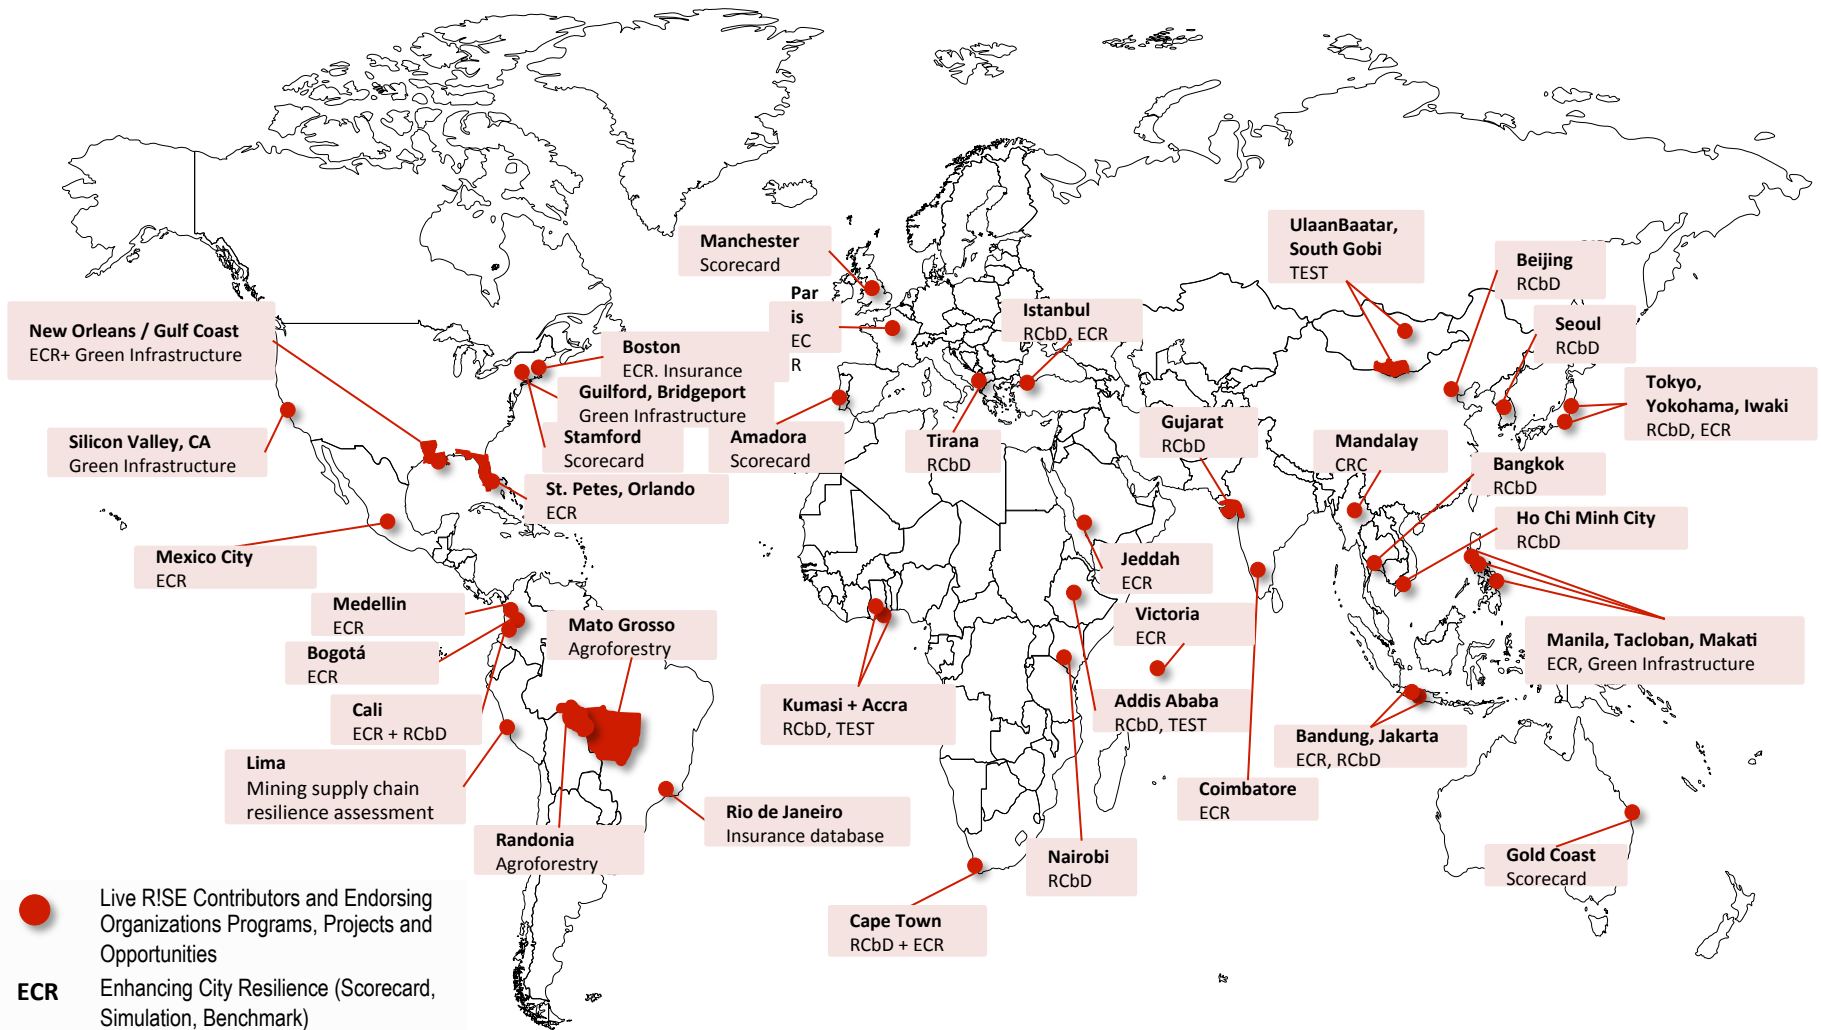 Manchester
Scorecard
UlaanBaatar,
South Gobi
TEST
Beijing
RCbD
Par
is
EC
R
Istanbul
RCbD, ECR
New Orleans / Gulf Coast
ECR+ Green Infrastructure
Seoul
RCbD
Boston
ECR. Insurance
Guilford, Bridgeport
Green Infrastructure
Tokyo,
Yokohama, Iwaki
RCbD, ECR
Silicon Valley, CA
Green Infrastructure
Stamford
Scorecard
Amadora
Scorecard
Tirana
RCbD
Gujarat
RCbD
Mandalay
CRC
Bangkok
RCbD
St. Petes, Orlando
ECR
Ho Chi Minh City
RCbD
Mexico City
ECR
Jeddah
ECR
Medellin
ECR
Mato Grosso
Agroforestry
Victoria
ECR
Bogotá
ECR
Manila, Tacloban, Makati
ECR, Green Infrastructure
Cali
ECR + RCbD
Kumasi + Accra
RCbD, TEST
Addis Ababa
RCbD, TEST
Bandung, Jakarta
ECR, RCbD
Lima
Mining supply chain
resilience assessment
Coimbatore
ECR
Rio de Janeiro
Insurance database
Randonia
Agroforestry
Nairobi
RCbD
Gold Coast
Scorecard
Cape Town
RCbD + ECR
Live R!SE Contributors and Endorsing
Organizations Programs, Projects and
Opportunities
ECR Enhancing City Resilience (Scorecard,
Simulation, Benchmark)